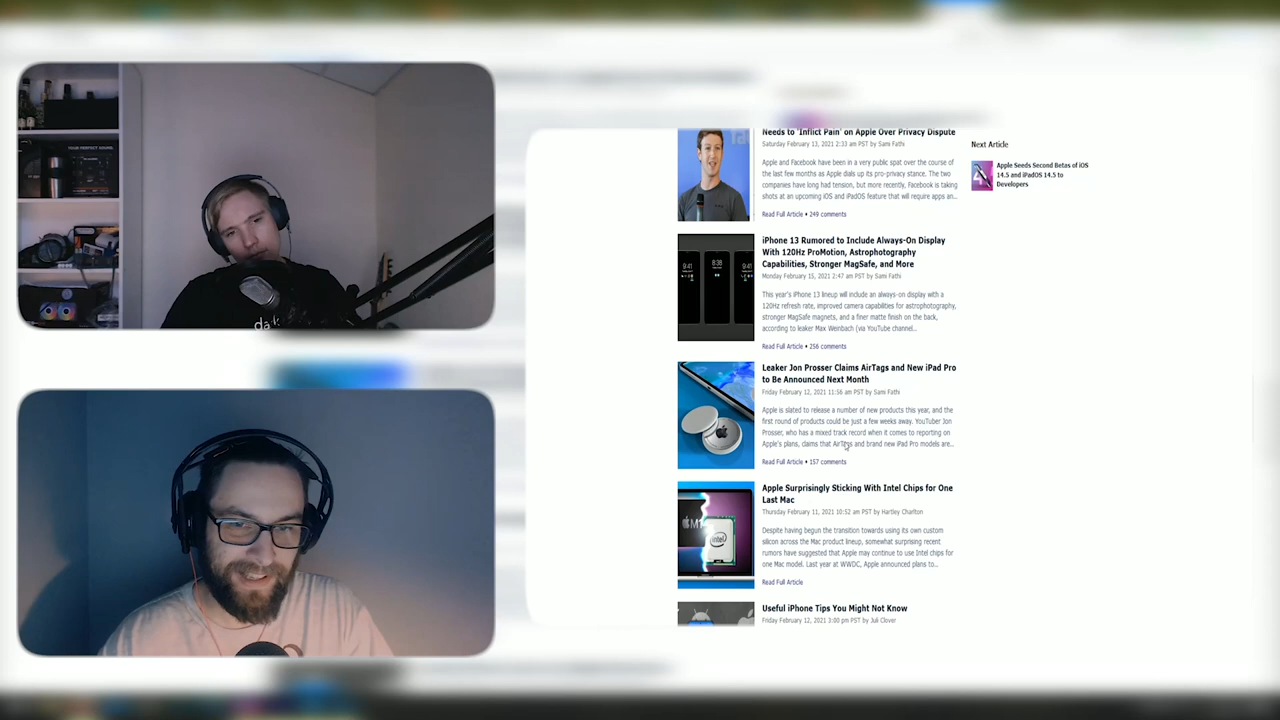 Needs to 'Inflict Pain' on Apple Over Privacy Dispute
Saturday February 13, 2021 2:33 am PST by Sami Fathi
Apple and Facebook have been in a very public spat over the course of
the last few months as Apple dials up its pro-privacy stance. The two
companies have long had tension, but more recently, Facebook is taking
shots at an upcoming iOS and iPadOS feature that will require apps an...
Read Full Article • 249 comments
iPhone 13 Rumored to Include Always-On Display
With 120Hz ProMotion, Astrophotography
Capabilities, Stronger MagSafe, and More
Monday February 15, 2021 2:47 am PST by Sami Fathi
This year's iPhone 13 lineup will include an always-on display with a
120Hz refresh rate, improved camera capabilities for astrophotography,
stronger MagSafe magnets, and a finer matte finish on the back,
according to leaker Max Weinbach (via YouTube channel...
Read Full Article • 256 comments
Leaker Jon Prosser Claims AirTags and New iPad Pro
to Be Announced Next Month
Friday February 12, 2021 11:56 am PST by Sami Fathi
Apple is slated to release a number of new products this year, and the
first round of products could be just a few weeks away. YouTuber Jon
Prosser, who has a mixed track record when it comes to reporting on
Apple's plans, claims that AirTags and brand new iPad Pro models are...
Read Full Article • 157 comments
Apple Surprisingly Sticking With Intel Chips for One
Last Mac
Thursday February 11, 2021 10:52 am PST by Hartley Charlton
Despite having begun the transition towards using its own custom
silicon across the Mac product lineup, somewhat surprising recent
rumors have suggested that Apple may continue to use Intel chips for
one Mac model. Last year at WWDC, Apple announced plans to...
Read Full Article
Useful iPhone Tips You Might Not Know
Friday February 12, 2021 3:00 pm PST by Juli Clover
Next Article
Apple Seeds Second Betas of iOS
14.5 and iPadOS 14.5 to
Developers
9:41
8:38
9:41
M1
intel
YOUR PERFECT SOUND.